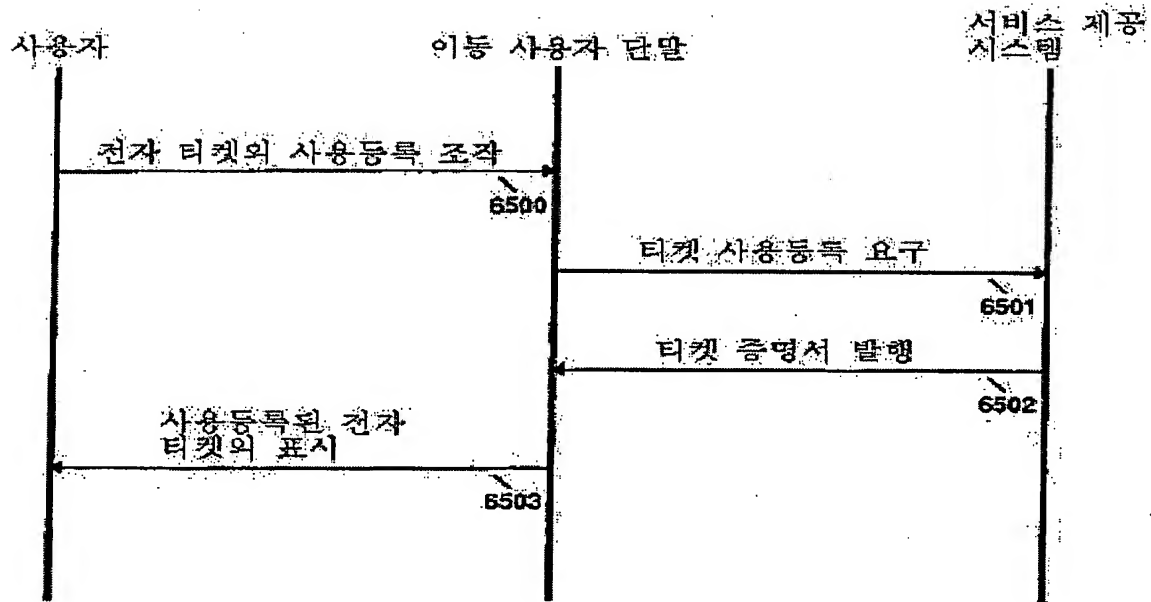 사용자
이동 사용자 단말
서비스 제공
시스템
전자 티켓의 사용등록 조작
6500
티켓 사용등록 요구
6501
티켓 증명서 발행
6502
사용등록된 전자
티켓의 표시
6503